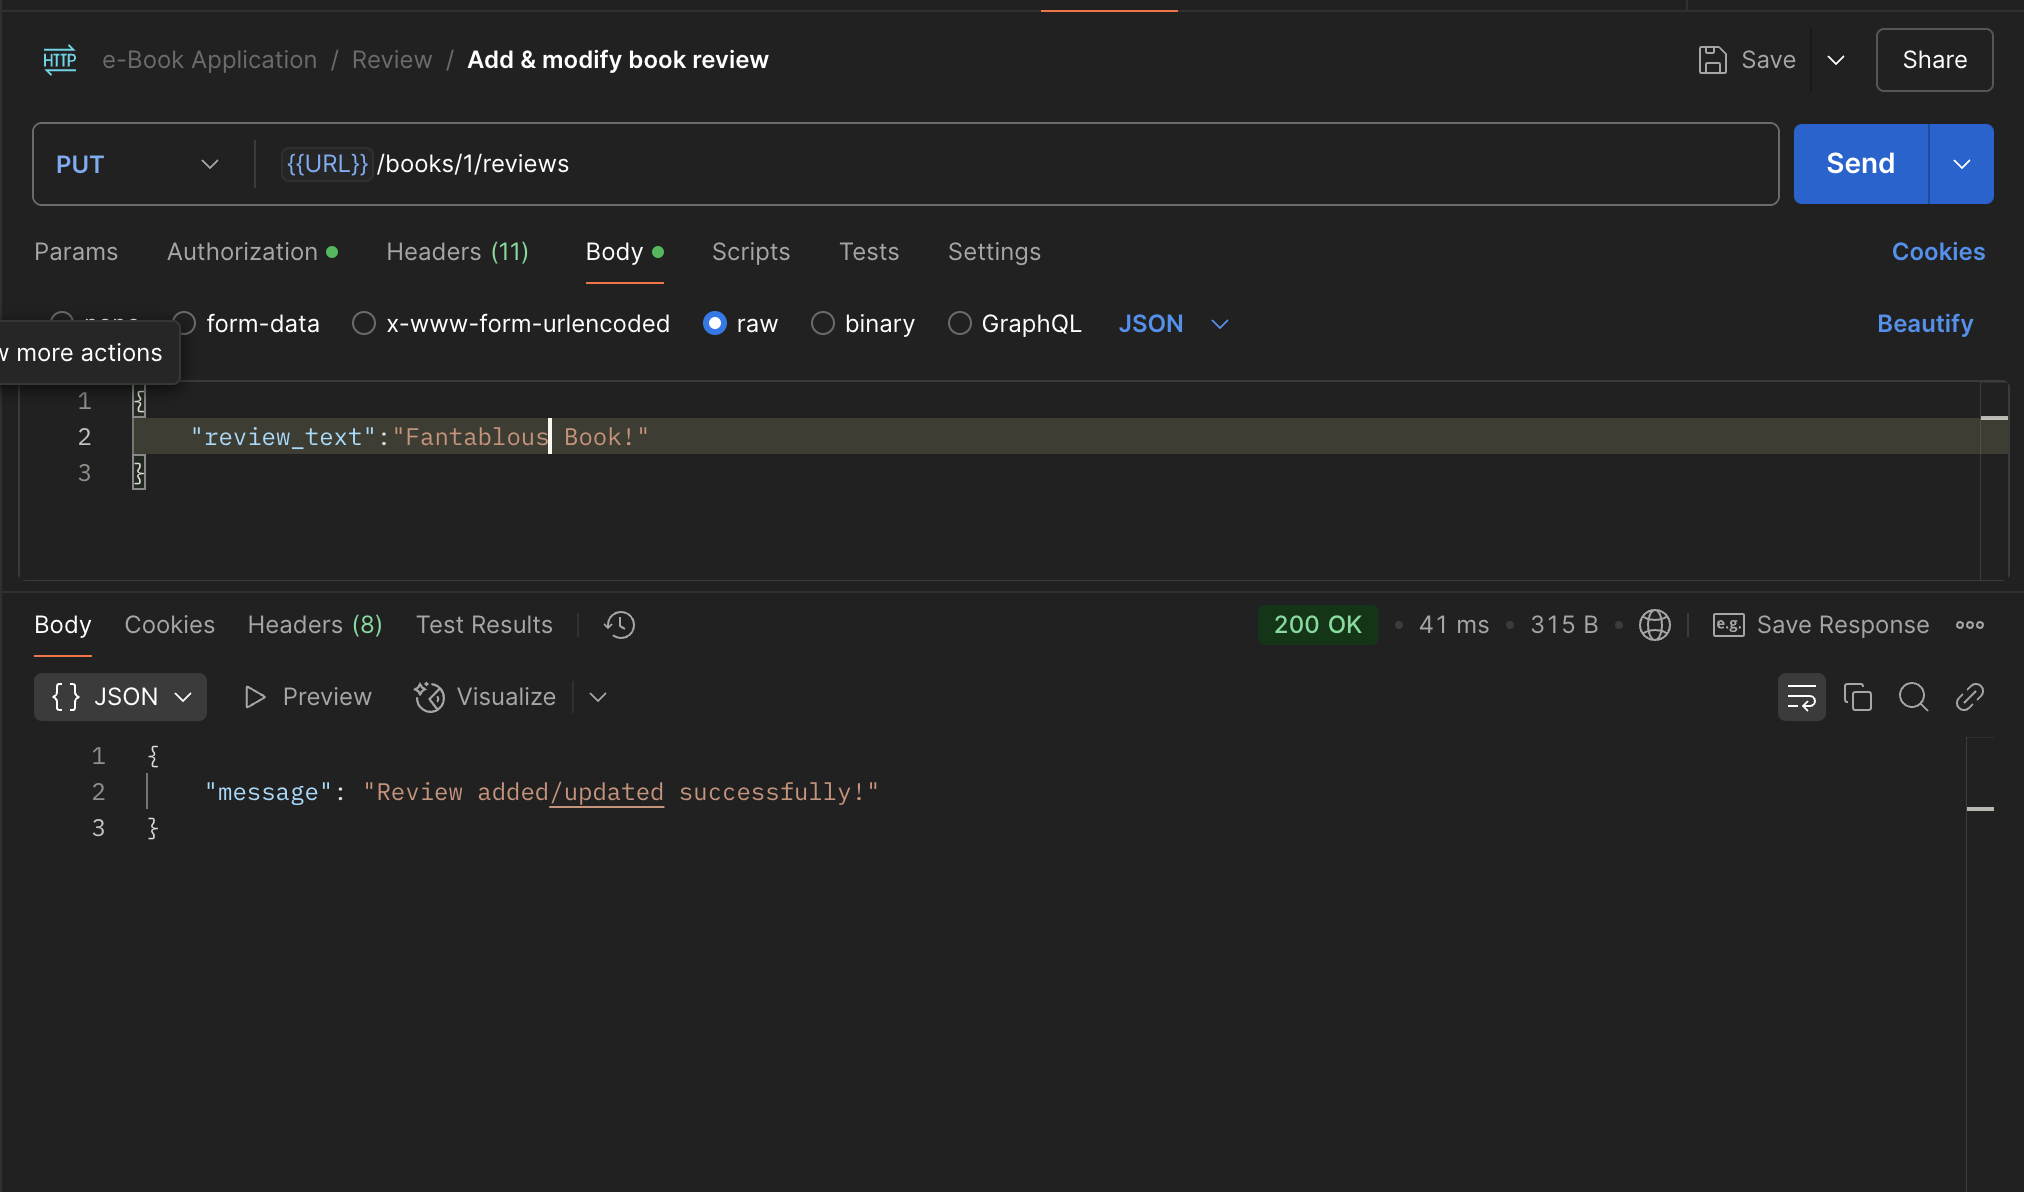 HTTP e-Book Application / Review / Add & modify book review Save Share
PUT {{URL}}/books/1/reviews Send
Params Authorization Headers (11) Body Scripts Tests Settings Cookies
form-data x-www-form-urlencoded raw binary GraphQL JSON Beautify
more actions
1 {
2 "review_text":"Fantablous Book!"
3 }
Body Cookies Headers (8) Test Results 200 OK • 41 ms • 315 B • e.g. Save Response
{} JSON Preview Visualize
1 {
2 "message": "Review added/updated successfully!"
3 }